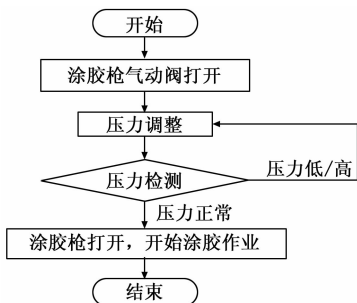 开始
涂胶枪气动阀打开
压力调整
压力检测
压力低/高
压力正常
涂胶枪打开，开始涂胶作业
结束